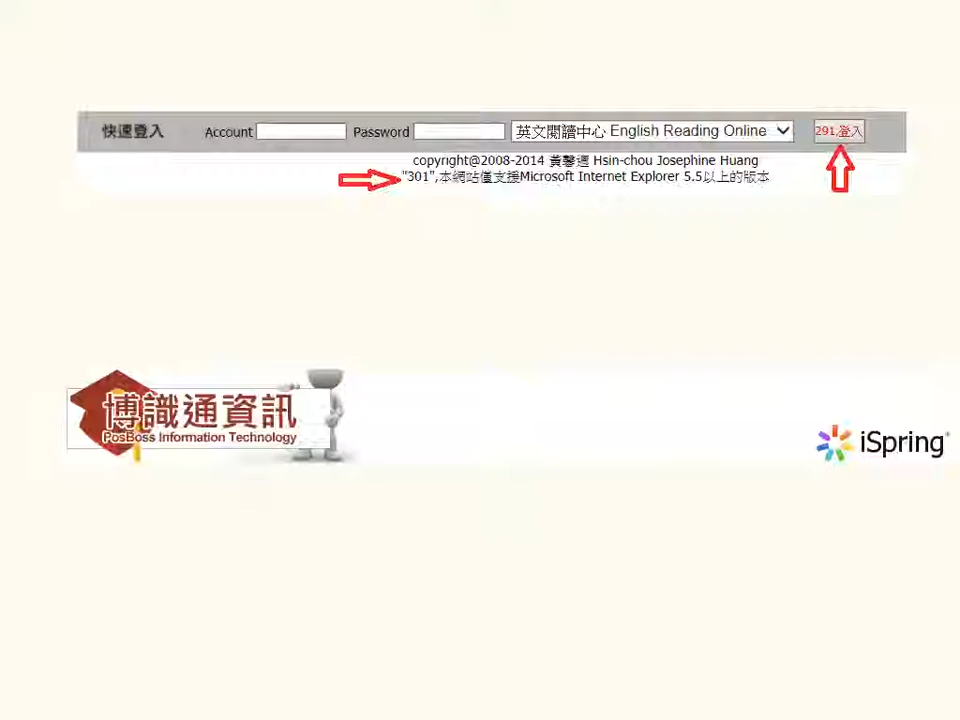 快速登入 Account Password 英文閱讀中心 English Reading Online 291,登入
copyright@2008-2014 黃馨週 Hsin-chou Josephine Huang
"301",本網站僅支援Microsoft Internet Explorer 5.5以上的版本
博識通資訊
PosBoss Information Technology
iSpring